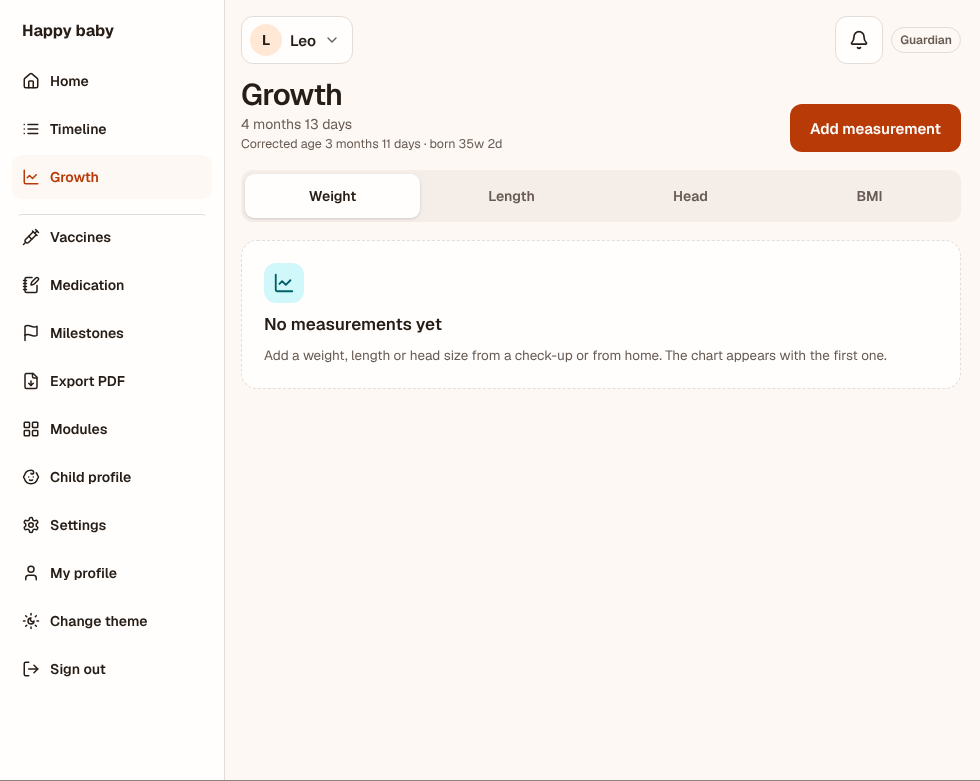 Happy baby
Home
Timeline
Growth
Vaccines
Medication
Milestones
Export PDF
Modules
Child profile
Settings
My profile
Change theme
Sign out
L Leo
Guardian
Growth
4 months 13 days
Corrected age 3 months 11 days · born 35w 2d
Add measurement
Weight Length Head BMI
No measurements yet
Add a weight, length or head size from a check-up or from home. The chart appears with the first one.